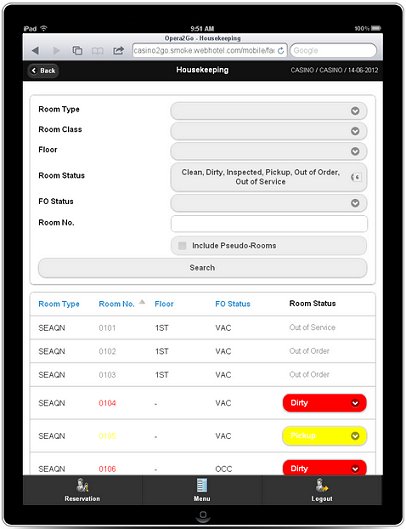 iPad 9:51 AM 100%
Opera2Go - Housekeeping
casino2go.smoke.webhotel.com/mobile/fac Google
Back Housekeeping CASINO / CASINO / 14-06-2012
Room Type
Room Class
Floor
Room Status Clean, Dirty, Inspected, Pickup, Out of Order,
Out of Service 6
FO Status
Room No.
Include Pseudo-Rooms
Search
Room Type Room No. Floor FO Status Room Status
SEAQN 0101 1ST VAC Out of Service
SEAQN 0102 1ST VAC Out of Order
SEAQN 0103 1ST VAC Out of Order
SEAQN 0104 - VAC Dirty
SEAQN 0105 - VAC Pickup
SEAQN 0106 - OCC Dirty
Reservation Menu Logout